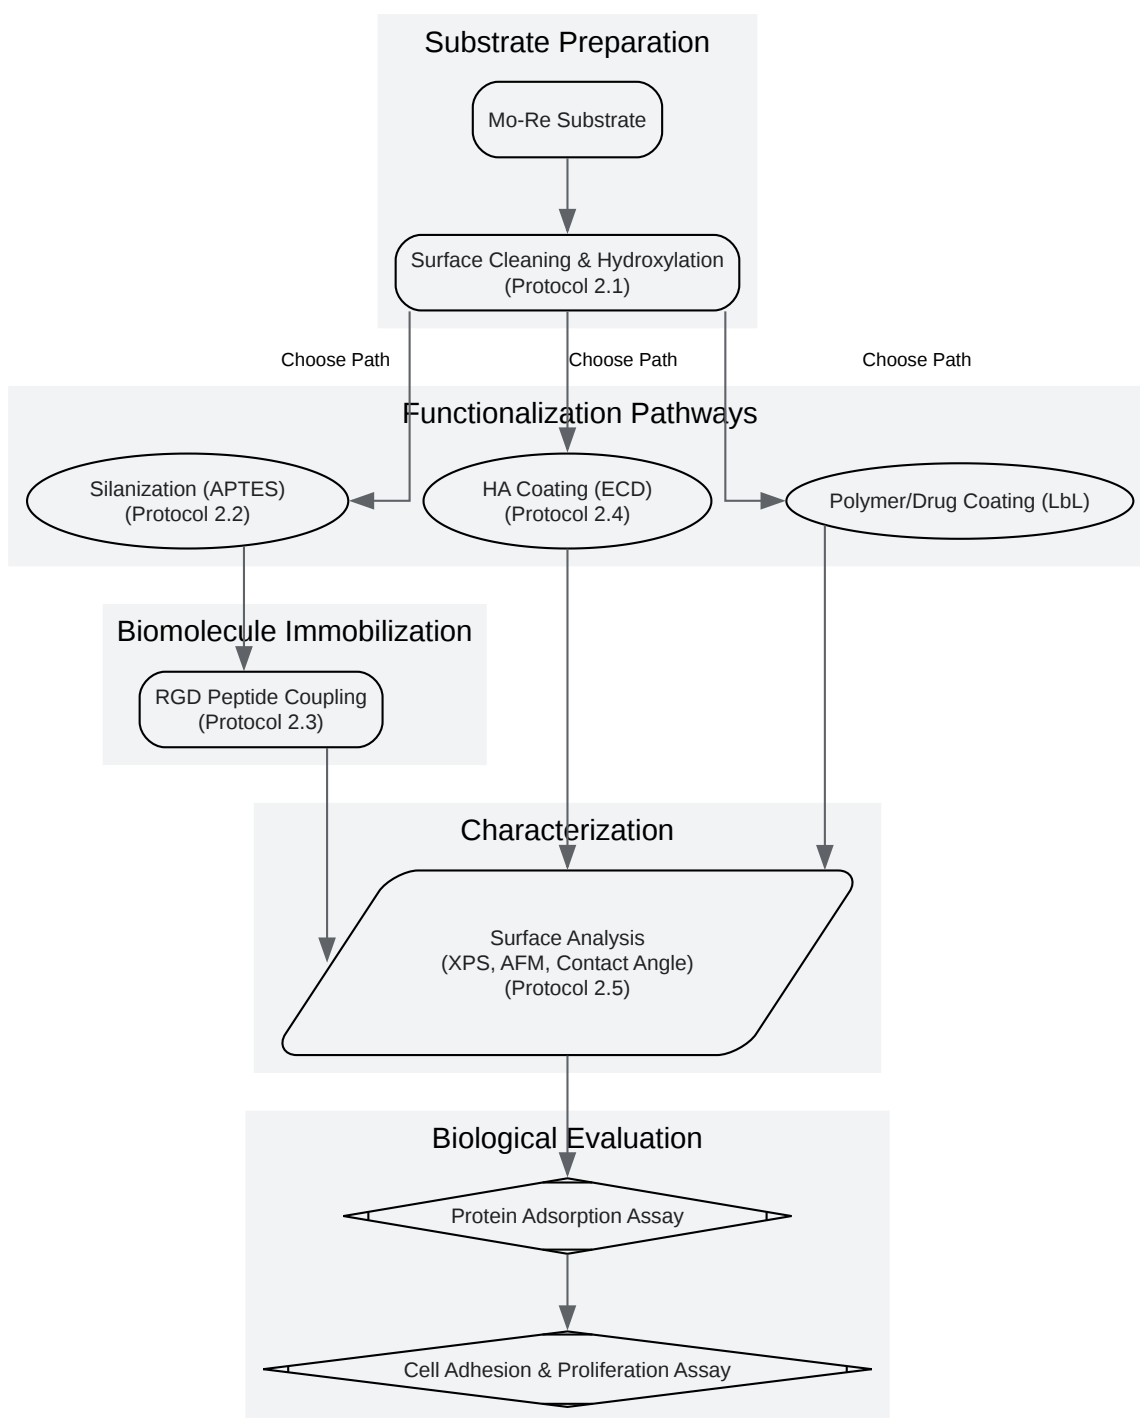 Substrate Preparation
Mo-Re Substrate
Surface Cleaning & Hydroxylation
(Protocol 2.1)
Choose Path
Choose Path
Choose Path
Functionalization Pathways
Silanization (APTES)
(Protocol 2.2)
HA Coating (ECD)
(Protocol 2.4)
Polymer/Drug Coating (LbL)
Biomolecule Immobilization
RGD Peptide Coupling
(Protocol 2.3)
Characterization
Surface Analysis
(XPS, AFM, Contact Angle)
(Protocol 2.5)
Biological Evaluation
Protein Adsorption Assay
Cell Adhesion & Proliferation Assay